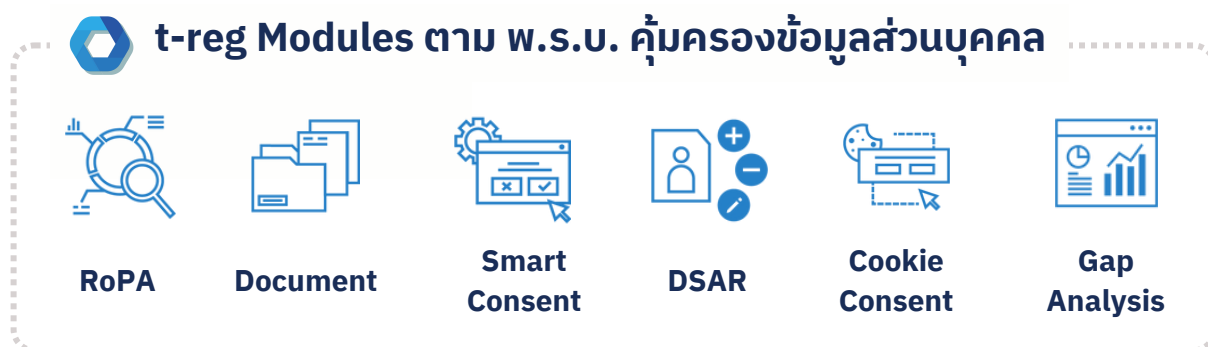 t-reg Modules ตาม พ.ร.บ. คุ้มครองข้อมูลส่วนบุคคล
RoPA
Document
Smart
Consent
DSAR
Cookie
Consent
Gap
Analysis